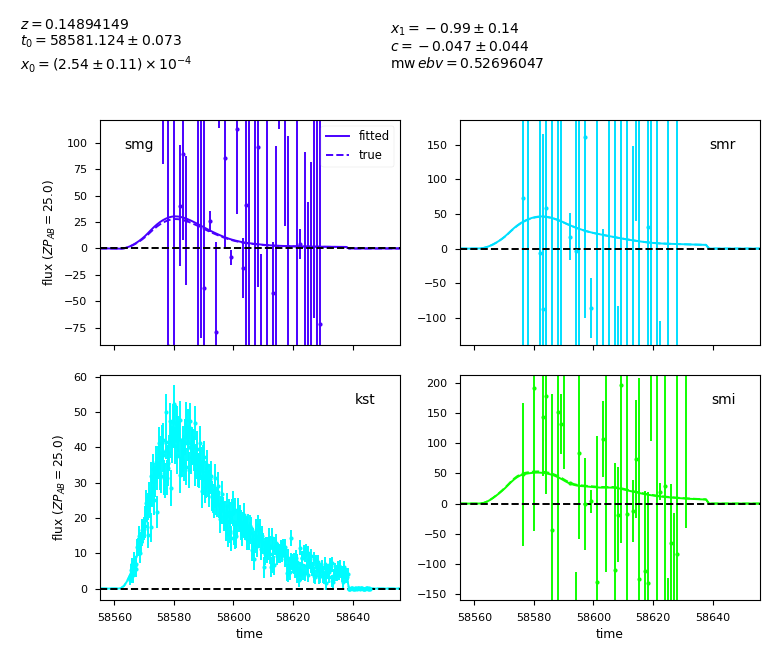 z = 0.14894149
t₀ = 58581.124 ± 0.073
x₀ = (2.54 ± 0.11) × 10⁻⁴
x₁ = −0.99 ± 0.14
c = −0.047 ± 0.044
mw ebv = 0.52696047
smg
fitted
true
100
75
50
25
0
−25
−50
−75
flux (ZP_AB = 25.0)
smr
150
100
50
0
−50
−100
kst
60
50
40
30
20
10
0
flux (ZP_AB = 25.0)
58560 58580 58600 58620 58640
time
smi
200
150
100
50
0
−50
−100
−150
58560 58580 58600 58620 58640
time